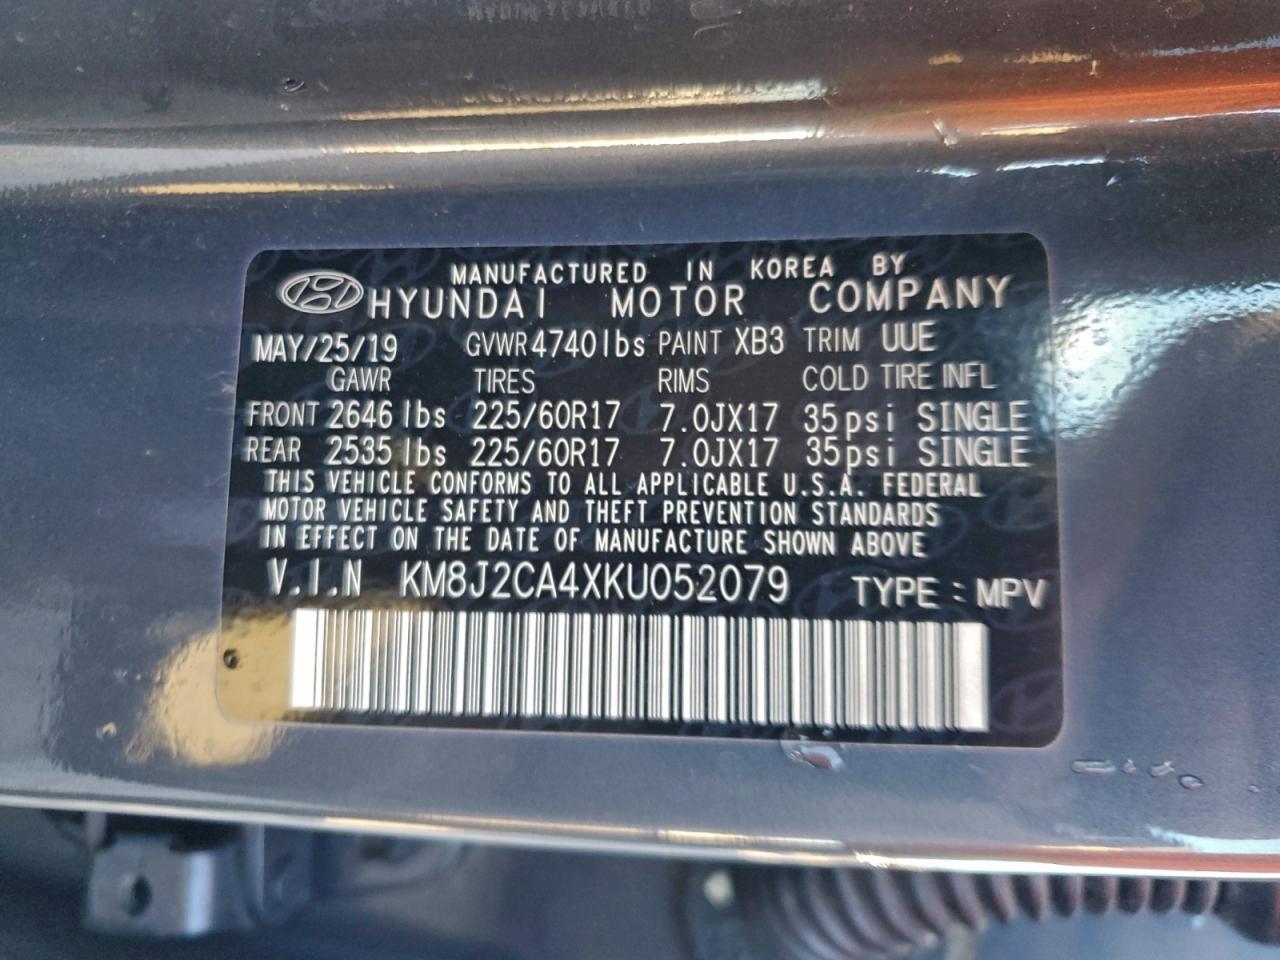 MANUFACTURED IN KOREA BY
HYUNDAI MOTOR COMPANY
MAY/25/19 GVWR 4740lbs PAINT XB3 TRIM UUE
GAWR TIRES RIMS COLD TIRE INFL
FRONT 2646 lbs 225/60R17 7.0JX17 35psi SINGLE
REAR 2535 lbs 225/60R17 7.0JX17 35psi SINGLE
THIS VEHICLE CONFORMS TO ALL APPLICABLE U.S.A. FEDERAL
MOTOR VEHICLE SAFETY AND THEFT PREVENTION STANDARDS
IN EFFECT ON THE DATE OF MANUFACTURE SHOWN ABOVE
V.I.N KM8J2CA4XKU052079 TYPE : MPV